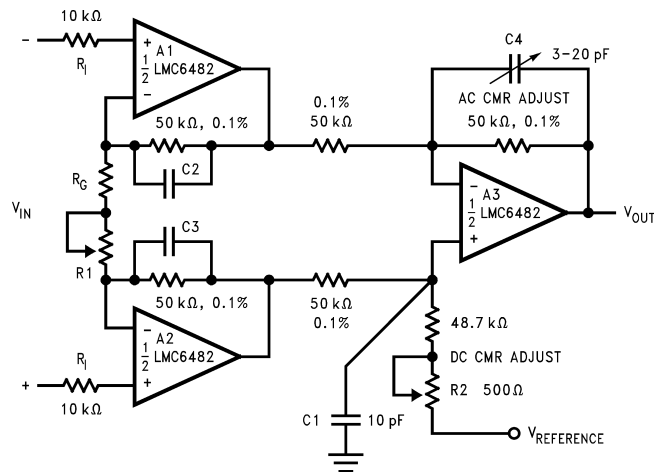 10 kΩ
−
R_I
+
A1
1/2 LMC6482
−
C4
3-20 pF
AC CMR ADJUST
50 kΩ, 0.1%
0.1%
50 kΩ
50 kΩ, 0.1%
C2
R_G
V_IN
R1
C3
50 kΩ, 0.1%
50 kΩ
0.1%
−
A3
1/2 LMC6482
+
V_OUT
−
A2
1/2 LMC6482
+
R_I
+
10 kΩ
48.7 kΩ
DC CMR ADJUST
R2 500Ω
C1
10 pF
V_REFERENCE